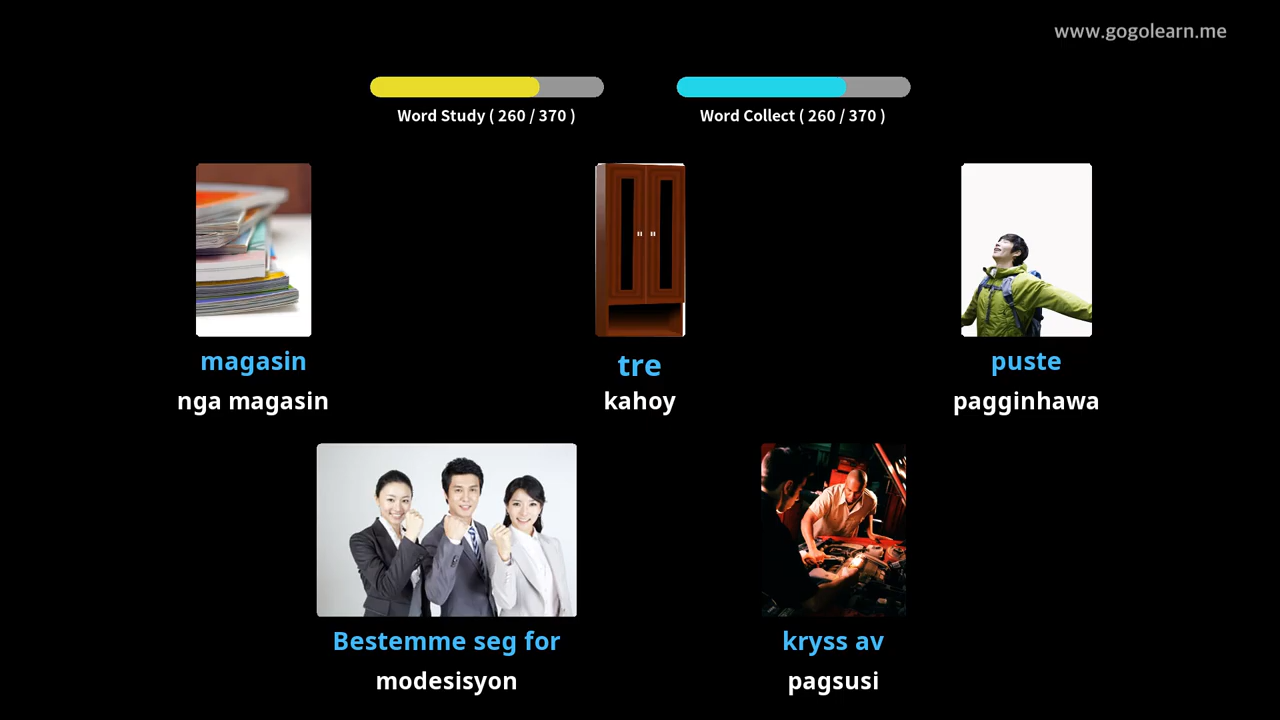 www.gogolearn.me
Word Study ( 260 / 370 )
Word Collect ( 260 / 370 )
magasin
nga magasin
tre
kahoy
puste
pagginhawa
Bestemme seg for
modesisyon
kryss av
pagsusi